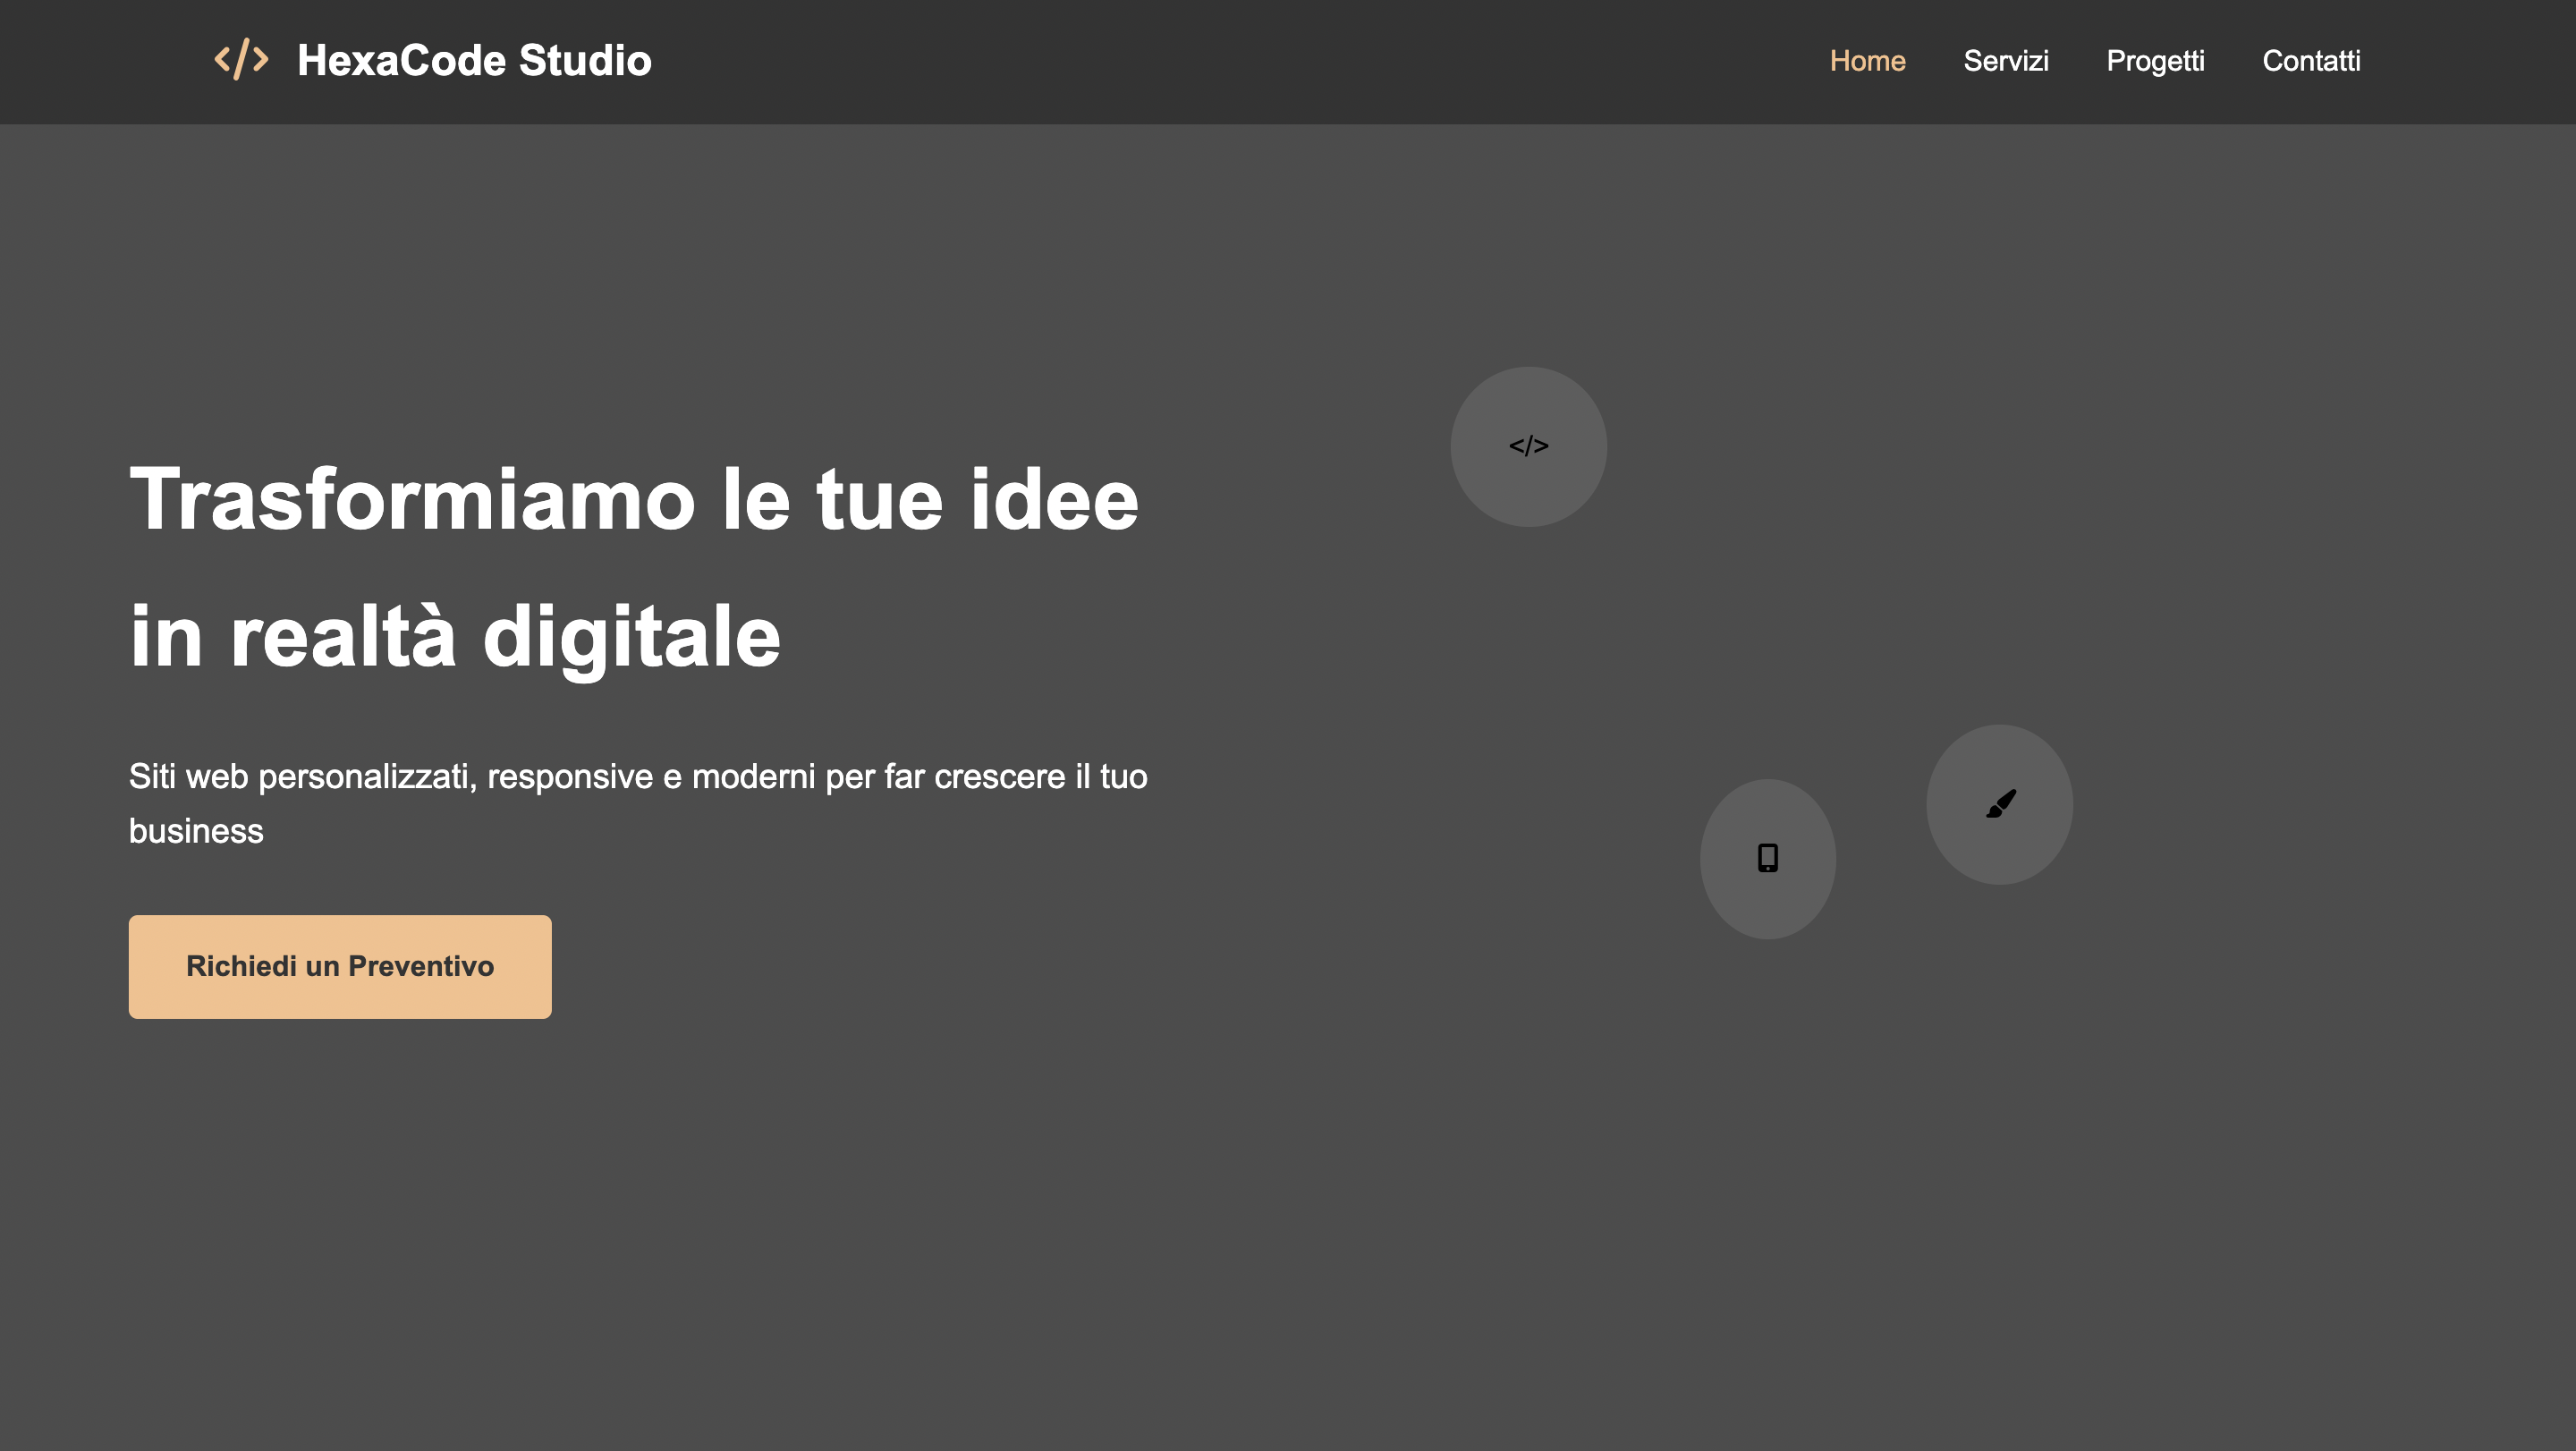 HexaCode Studio
Home Servizi Progetti Contatti
</>
Trasformiamo le tue idee
in realtà digitale
Siti web personalizzati, responsive e moderni per far crescere il tuo
business
Richiedi un Preventivo